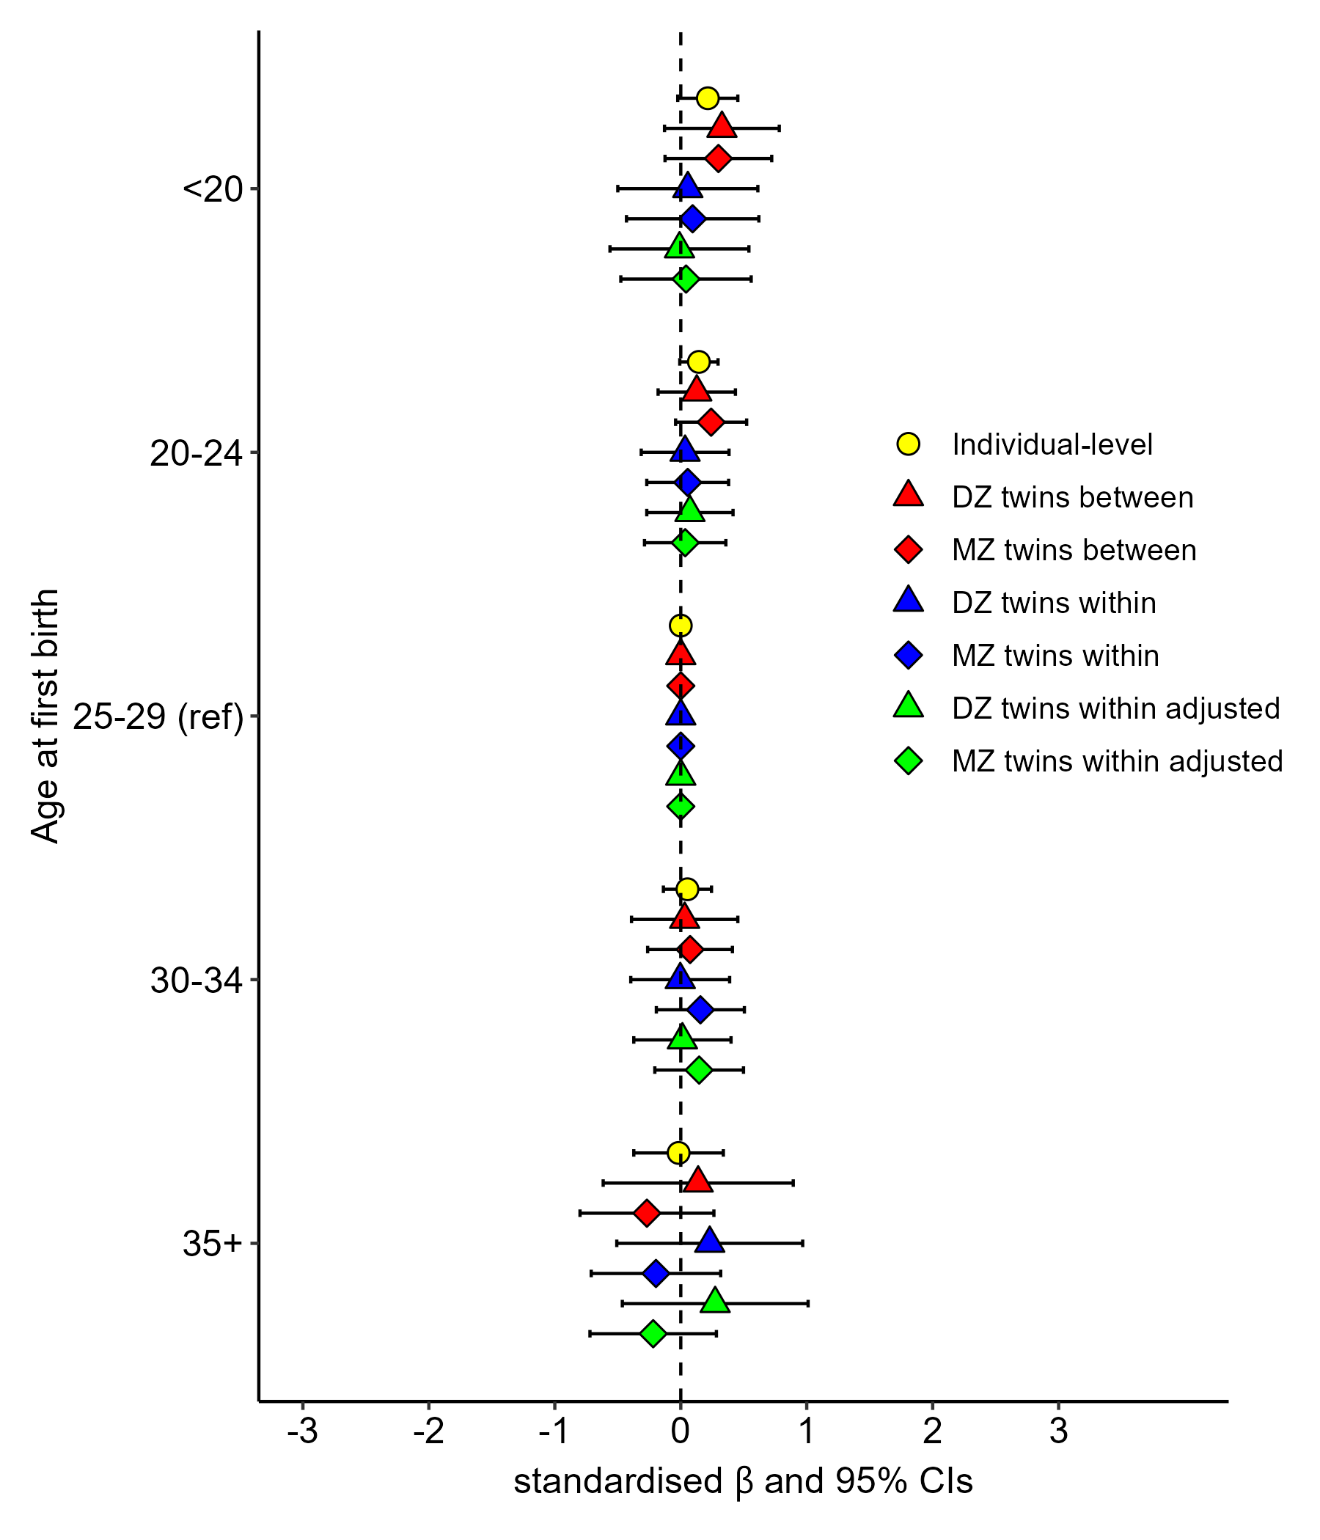 <20
20-24
25-29 (ref)
30-34
35+
Age at first birth
Individual-level
DZ twins between
MZ twins between
DZ twins within
MZ twins within
DZ twins within adjusted
MZ twins within adjusted
-3 -2 -1 0 1 2 3
standardised β and 95% CIs